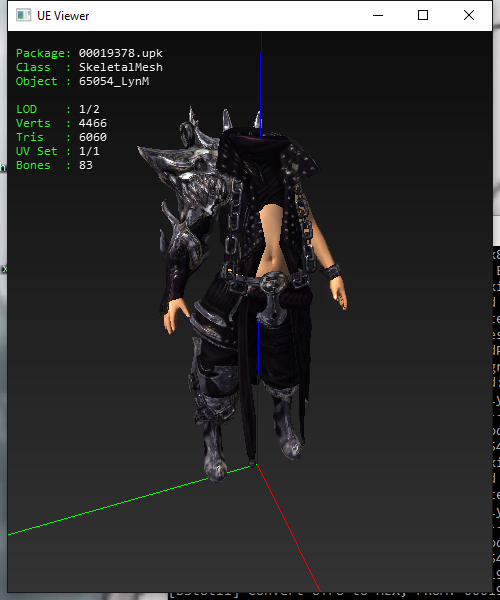 UE Viewer
Package: 00019378.upk
Class : SkeletalMesh
Object : 65054_LynM
LOD : 1/2
Verts : 4466
Tris : 6060
UV Set : 1/1
Bones : 83